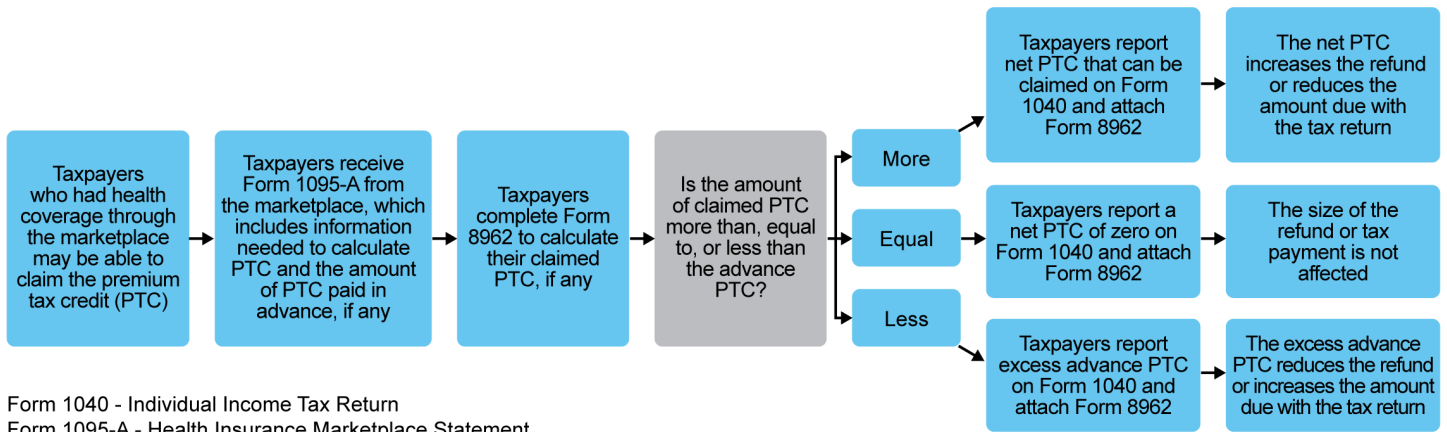 Taxpayers
who had health
coverage through
the marketplace
may be able to
claim the premium
tax credit (PTC)
Taxpayers receive
Form 1095-A from
the marketplace, which
includes information
needed to calculate
PTC and the amount
of PTC paid in
advance, if any
Taxpayers
complete Form
8962 to calculate
their claimed
PTC, if any
Is the amount
of claimed PTC
more than, equal
to, or less than
the advance
PTC?
More
Taxpayers report
net PTC that can be
claimed on Form
1040 and attach
Form 8962
The net PTC
increases the refund
or reduces the
amount due with
the tax return
Equal
Taxpayers report a
net PTC of zero on
Form 1040 and attach
Form 8962
The size of the
refund or tax
payment is not
affected
Less
Taxpayers report
excess advance PTC
on Form 1040 and
attach Form 8962
The excess advance
PTC reduces the refund
or increases the amount
due with the tax return
Form 1040 - Individual Income Tax Return
Form 1095-A - Health Insurance Marketplace Statement